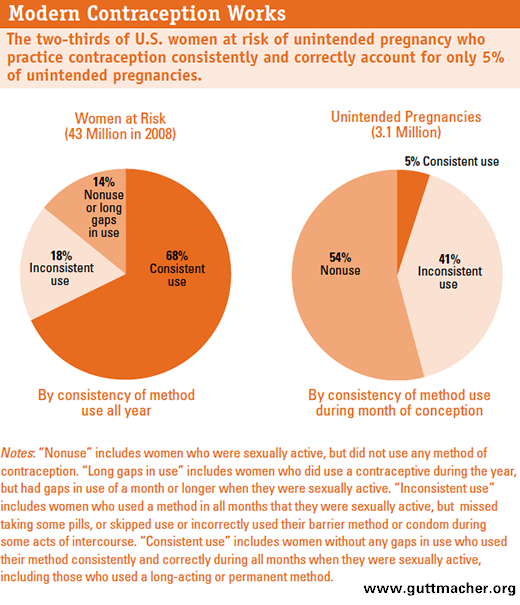 Modern Contraception Works
The two-thirds of U.S. women at risk of unintended pregnancy who
practice contraception consistently and correctly account for only 5%
of unintended pregnancies.
Women at Risk
(43 Million in 2008)
14%
Nonuse
or long
gaps
in use
18%
Inconsistent
use
68%
Consistent
use
By consistency of method
use all year
Unintended Pregnancies
(3.1 Million)
5% Consistent use
54%
Nonuse
41%
Inconsistent
use
By consistency of method use
during month of conception
Notes: “Nonuse” includes women who were sexually active, but did not use any method of
contraception. “Long gaps in use” includes women who did use a contraceptive during the year,
but had gaps in use of a month or longer when they were sexually active. “Inconsistent use”
includes women who used a method in all months that they were sexually active, but missed
taking some pills, or skipped use or incorrectly used their barrier method or condom during
some acts of intercourse. “Consistent use” includes women without any gaps in use who used
their method consistently and correctly during all months when they were sexually active,
including those who used a long-acting or permanent method.
www.guttmacher.org